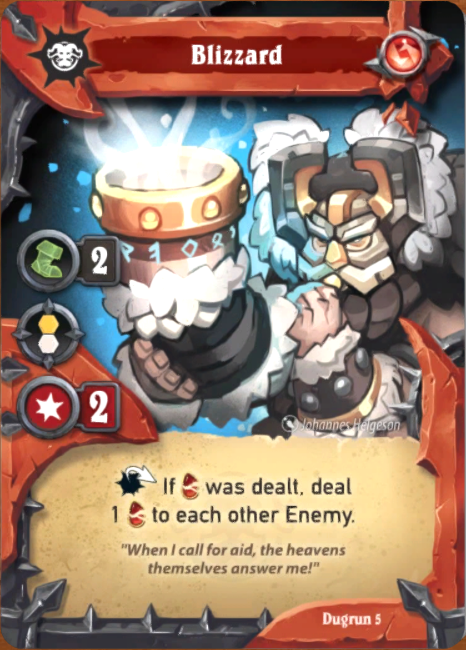 Blizzard
2
2
Johannes Helgeson
If was dealt, deal
1 to each other Enemy.
"When I call for aid, the heavens
themselves answer me!"
Dugrun 5